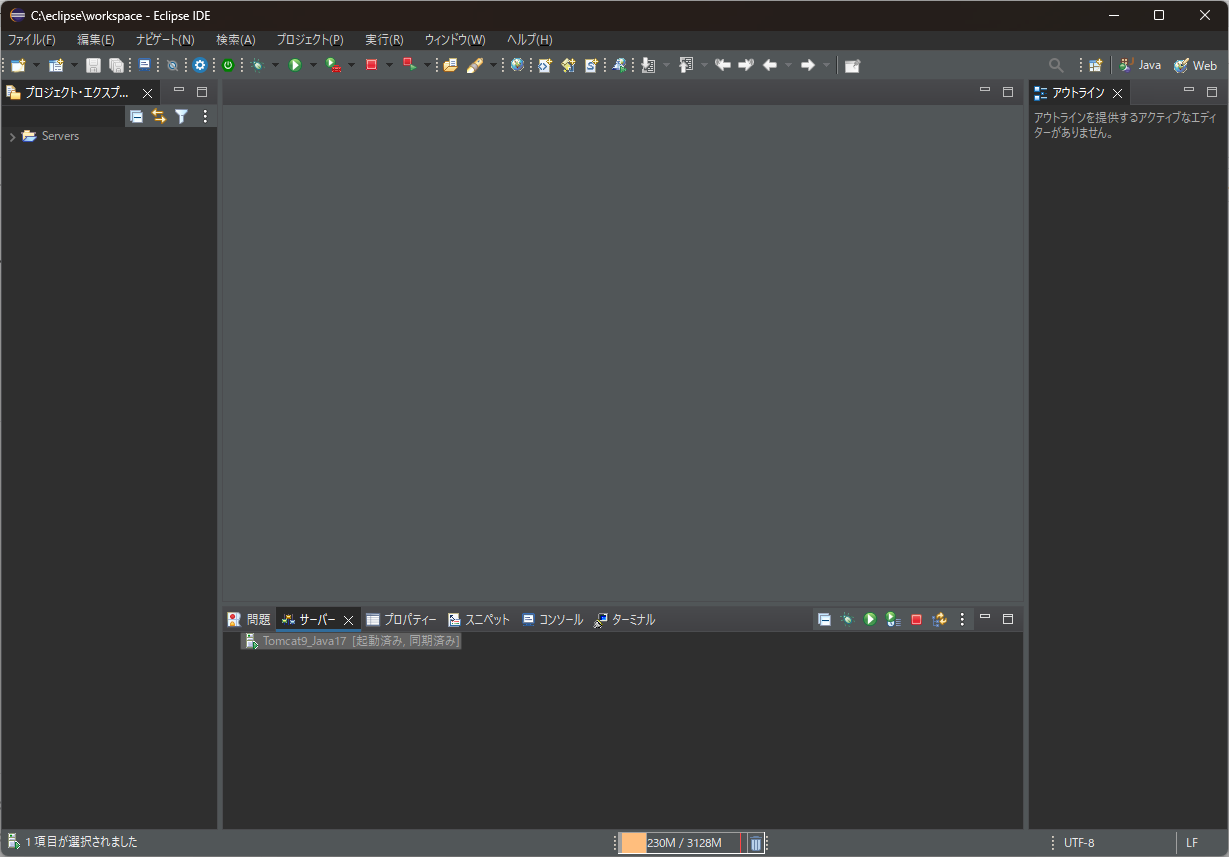 C:\eclipse\workspace - Eclipse IDE
ファイル(F) 編集(E) ナビゲート(N) 検索(A) プロジェクト(P) 実行(R) ウィンドウ(W) ヘルプ(H)
Java Web
プロジェクト・エクスプ...
Servers
アウトライン
アウトラインを提供するアクティブなエディ
ターがありません。
問題 サーバー プロパティー スニペット コンソール ターミナル
Tomcat9_Java17 [起動済み, 同期済み]
1 項目が選択されました
230M / 3128M
UTF-8
LF